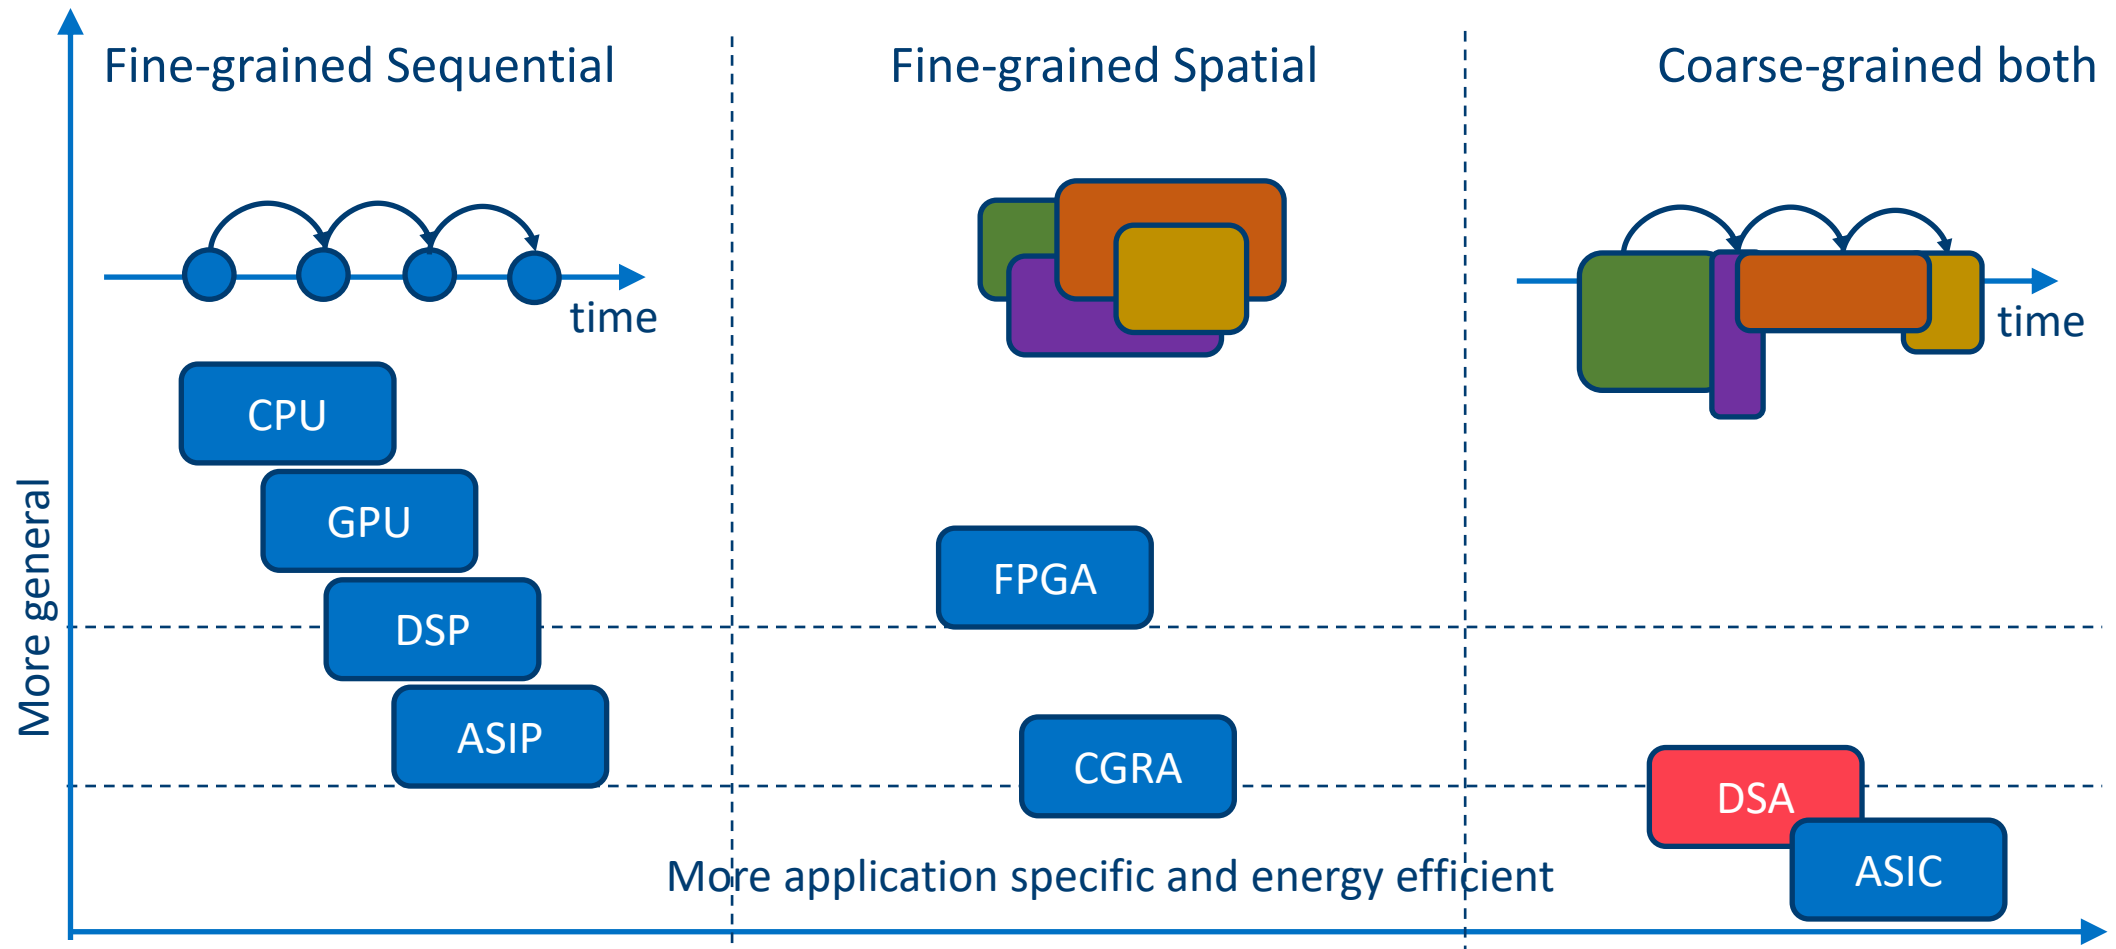 Fine-grained Sequential
Fine-grained Spatial
Coarse-grained both
time
time
CPU
GPU
DSP
ASIP
FPGA
CGRA
DSA
ASIC
More general
More application specific and energy efficient